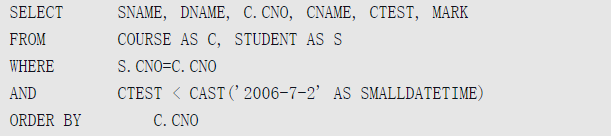 SELECT SNAME, DNAME, C.CNO, CNAME, CTEST, MARK
FROM COURSE AS C, STUDENT AS S
WHERE S.CNO=C.CNO
AND CTEST < CAST('2006-7-2' AS SMALLDATETIME)
ORDER BY C.CNO